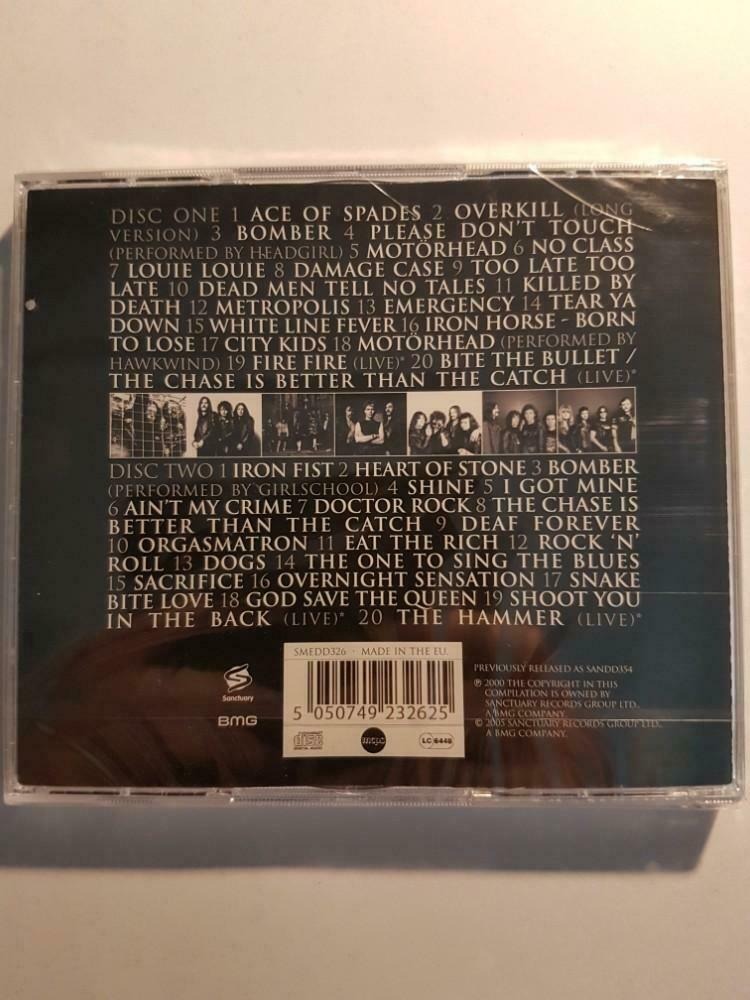 DISC ONE 1 ACE OF SPADES 2 OVERKILL (LONG
VERSION) 3 BOMBER 4 PLEASE DON'T TOUCH
(PERFORMED BY HEADGIRL) 5 MOTÖRHEAD 6 NO CLASS
7 LOUIE LOUIE 8 DAMAGE CASE 9 TOO LATE TOO
LATE 10 DEAD MEN TELL NO TALES 11 KILLED BY
DEATH 12 METROPOLIS 13 EMERGENCY 14 TEAR YA
DOWN 15 WHITE LINE FEVER 16 IRON HORSE – BORN
TO LOSE 17 CITY KIDS 18 MOTÖRHEAD (PERFORMED BY
HAWKWIND) 19 FIRE FIRE (LIVE)* 20 BITE THE BULLET /
THE CHASE IS BETTER THAN THE CATCH (LIVE)*
DISC TWO 1 IRON FIST 2 HEART OF STONE 3 BOMBER
(PERFORMED BY GIRLSCHOOL) 4 SHINE 5 I GOT MINE
6 AIN'T MY CRIME 7 DOCTOR ROCK 8 THE CHASE IS
BETTER THAN THE CATCH 9 DEAF FOREVER
10 ORGASMATRON 11 EAT THE RICH 12 ROCK 'N'
ROLL 13 DOGS 14 THE ONE TO SING THE BLUES
15 SACRIFICE 16 OVERNIGHT SENSATION 17 SNAKE
BITE LOVE 18 GOD SAVE THE QUEEN 19 SHOOT YOU
IN THE BACK (LIVE)* 20 THE HAMMER (LIVE)*
Sanctuary
BMG
SMEDD326 · MADE IN THE EU.
5 050749 232625
COMPACT disc DIGITAL AUDIO
mcps
LC 6448
PREVIOUSLY RELEASED AS SANDD354
℗ 2000 THE COPYRIGHT IN THIS
COMPILATION IS OWNED BY
SANCTUARY RECORDS GROUP LTD.,
A BMG COMPANY.
© 2005 SANCTUARY RECORDS GROUP LTD.,
A BMG COMPANY.